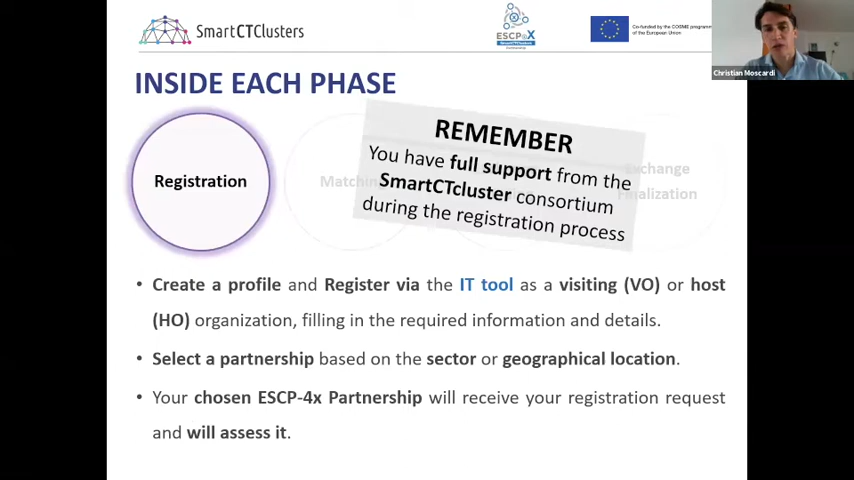 SmartCTClusters
ESCP4X
SmartCTClusters
Co-funded by the COSME programm
of the European Union
Christian Moscardi
INSIDE EACH PHASE
Registration
Matchin
REMEMBER
You have full support from the
SmartCTcluster consortium
during the registration process
Exchange
Finalization
• Create a profile and Register via the IT tool as a visiting (VO) or host
(HO) organization, filling in the required information and details.
• Select a partnership based on the sector or geographical location.
• Your chosen ESCP-4x Partnership will receive your registration request
and will assess it.